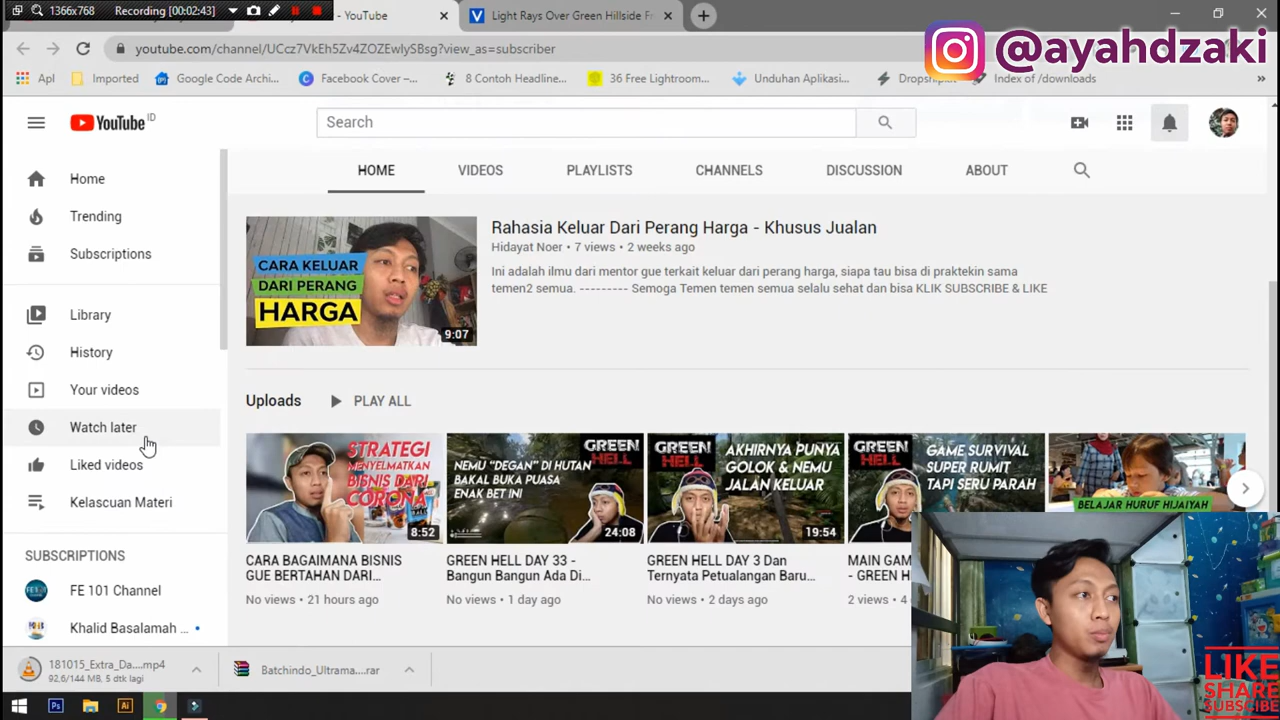 1366x768
Recording [00:02:43]
- YouTube
Light Rays Over Green Hillside Fr
youtube.com/channel/UCcz7VkEh5Zv4ZOZEwlySBsg?view_as=subscriber
@ayahdzaki
Apl
Imported
Google Code Archi...
Facebook Cover –...
8 Contoh Headline...
36 Free Lightroom...
Unduhan Aplikasi...
Dropship
Index of /downloads
YouTube ID
Search
Home
Trending
Subscriptions
Library
History
Your videos
Watch later
Liked videos
Kelascuan Materi
SUBSCRIPTIONS
FE 101 Channel
Khalid Basalamah ...
HOME
VIDEOS
PLAYLISTS
CHANNELS
DISCUSSION
ABOUT
CARA KELUAR
DARI PERANG
HARGA
9:07
Rahasia Keluar Dari Perang Harga - Khusus Jualan
Hidayat Noer • 7 views • 2 weeks ago
Ini adalah ilmu dari mentor gue terkait keluar dari perang harga, siapa tau bisa di praktekin sama
temen2 semua. --------- Semoga Temen temen semua selalu sehat dan bisa KLIK SUBSCRIBE & LIKE
Uploads
PLAY ALL
STRATEGI
MENYELMATKAN
BISNIS DARI
CORONA
8:52
CARA BAGAIMANA BISNIS
GUE BERTAHAN DARI...
No views • 21 hours ago
GREEN
HELL
NEMU "DEGAN" DI HUTAN
BAKAL BUKA PUASA
ENAK BET INI
24:08
GREEN HELL DAY 33 -
Bangun Bangun Ada Di...
No views • 1 day ago
GREEN
HELL
AKHIRNYA PUNYA
GOLOK & NEMU
JALAN KELUAR
19:54
GREEN HELL DAY 3 Dan
Ternyata Petualangan Baru...
No views • 2 days ago
GREEN
HELL
GAME SURVIVAL
SUPER RUMIT
TAPI SERU PARAH
MAIN GAM
- GREEN H
2 views • 4
BELAJAR HURUF HIJAIYAH
181015_Extra_Da....mp4
92,6/144 MB, 5 dtk lagi
Batchindo_Ultrama....rar
LIKE
SHARE
SUBSCRIBE